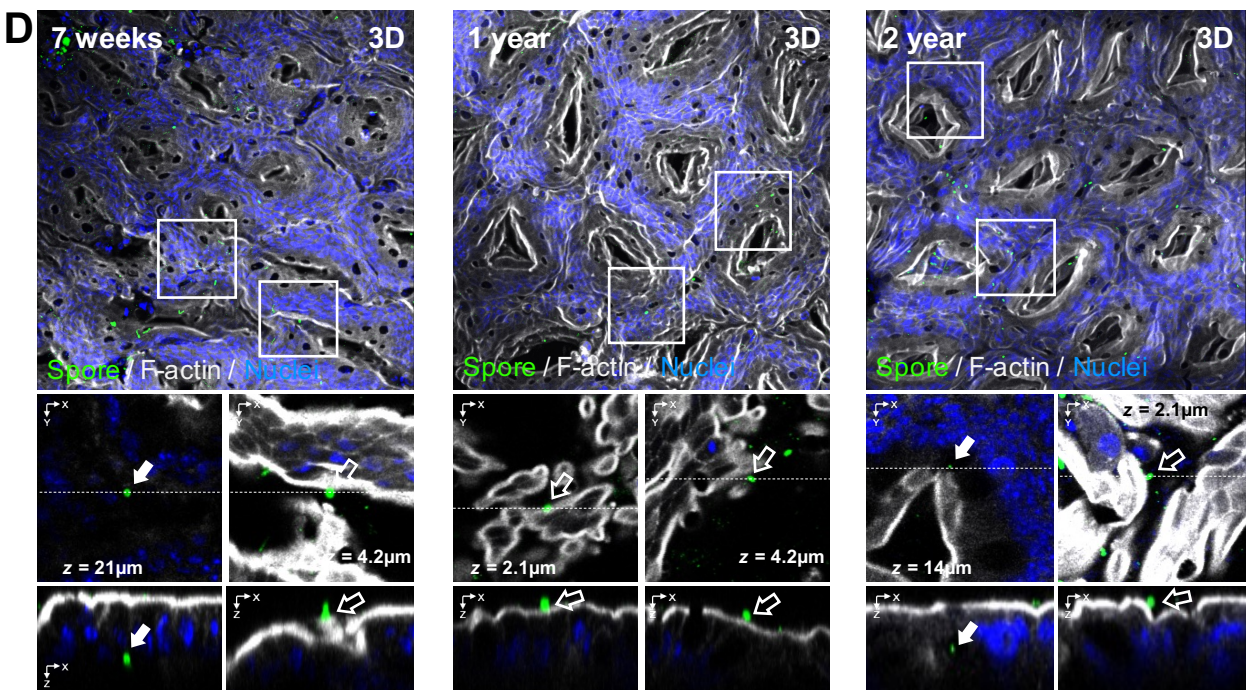 D
7 weeks 3D
Spore / F-actin / Nuclei
1 year 3D
Spore / F-actin / Nuclei
2 year 3D
Spore / F-actin / Nuclei
X
Y
z = 21µm
X
Y
z = 4.2µm
X
Y
z = 2.1µm
X
Y
z = 4.2µm
X
Y
z = 14µm
X
Y
z = 2.1µm
X
Z
X
Z
X
Z
X
Z
X
Z
X
Z